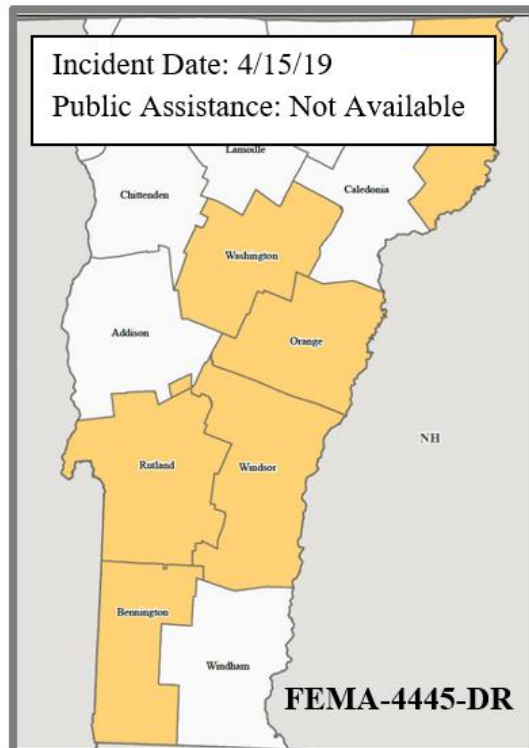 Incident Date: 4/15/19
Public Assistance: Not Available
Lamoille
Chittenden
Caledonia
Washington
Addison
Orange
NH
Rutland
Windsor
Bennington
Windham
FEMA-4445-DR